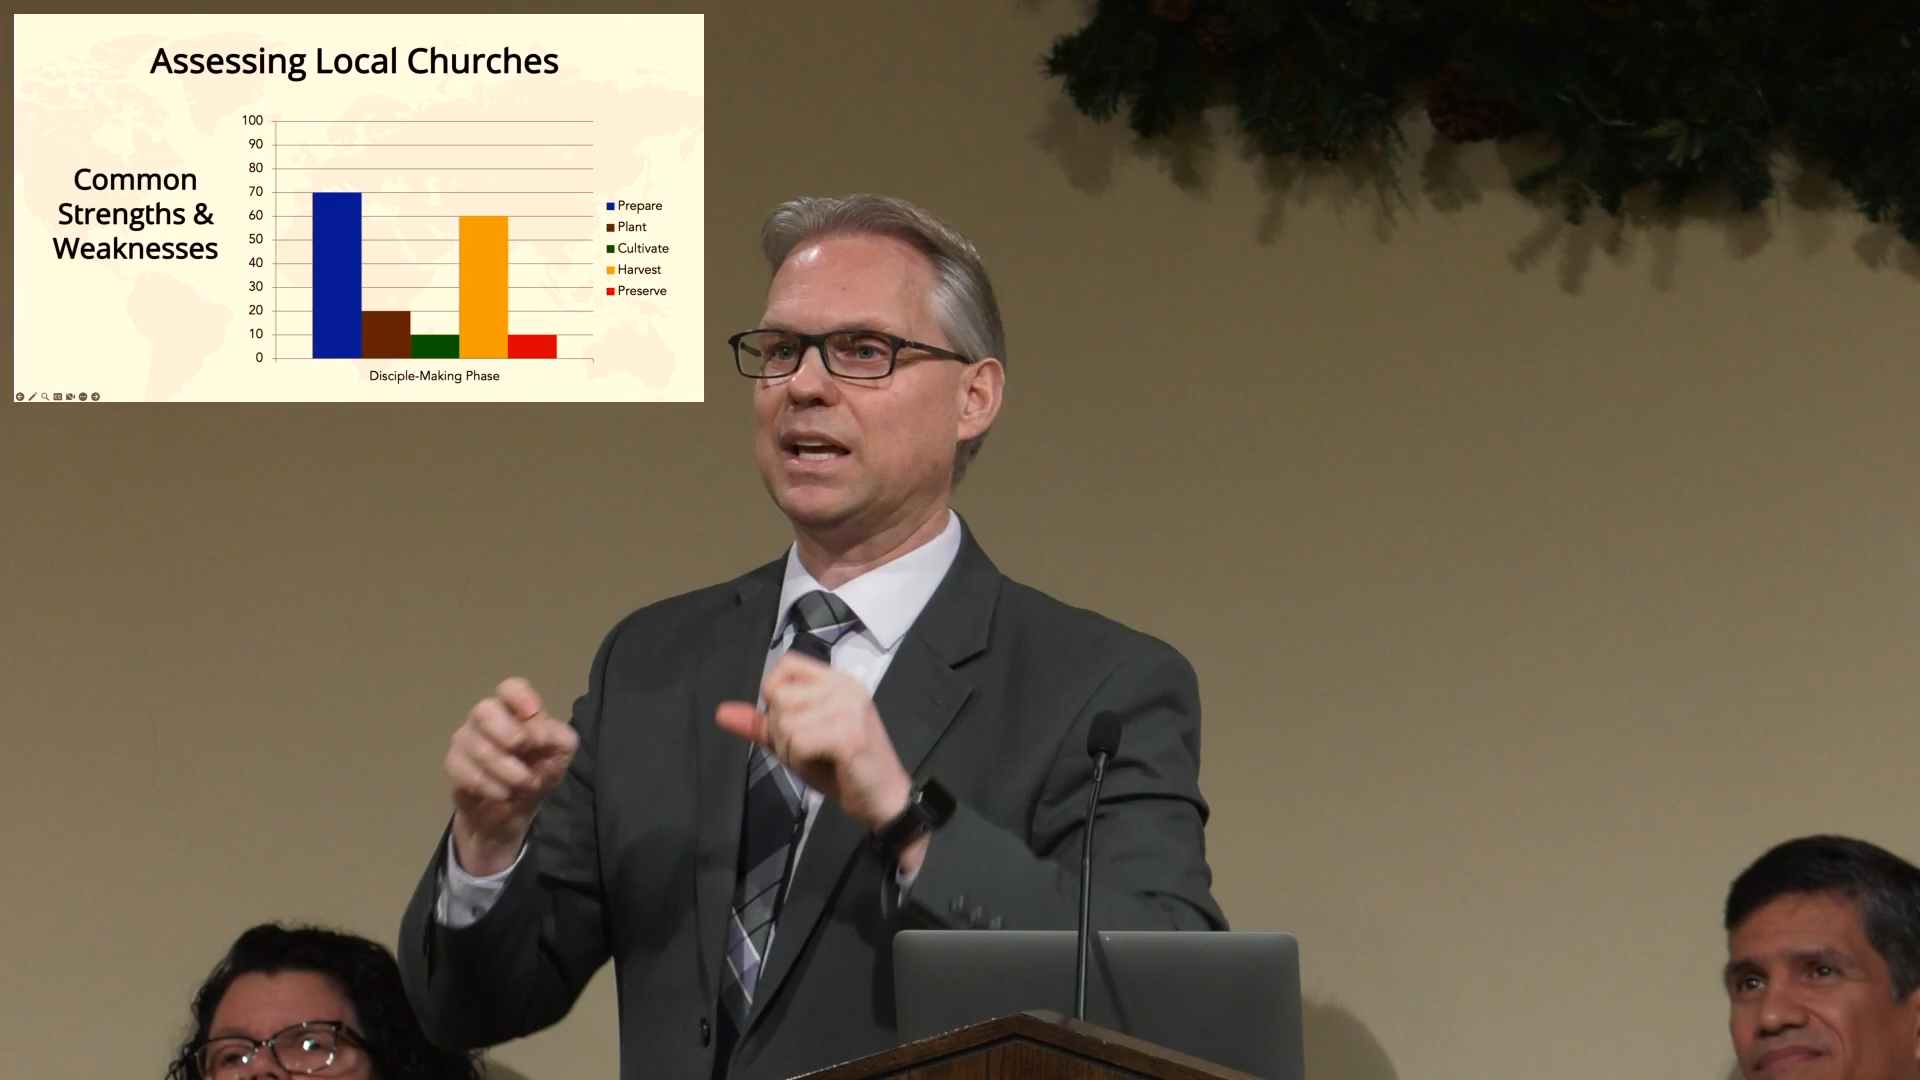 Assessing Local Churches
Common
Strengths &
Weaknesses
100
90
80
70
60
50
40
30
20
10
0
Disciple-Making Phase
Prepare
Plant
Cultivate
Harvest
Preserve